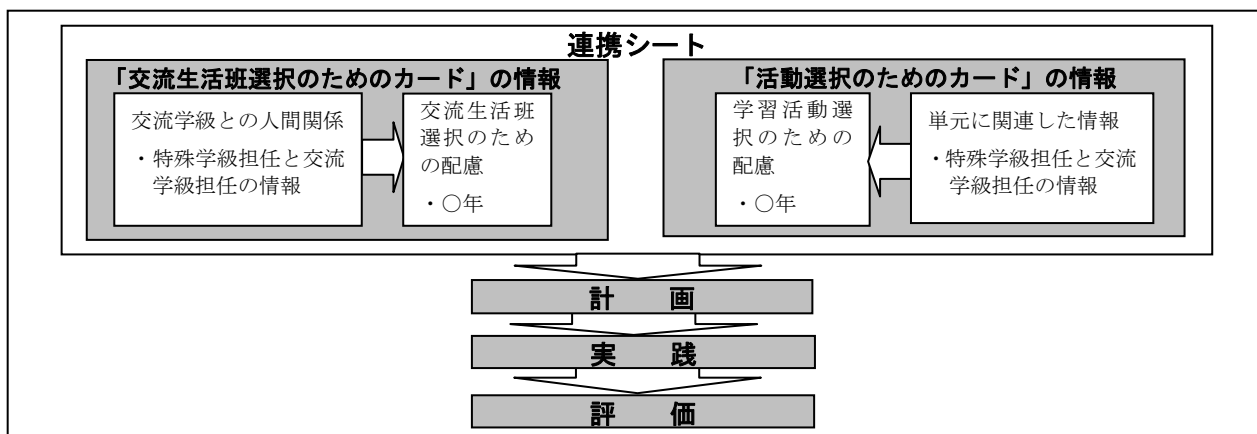 連携シート
「交流生活班選択のためのカード」の情報
交流学級との人間関係
・特殊学級担任と交流
学級担任の情報
交流生活班
選択のため
の配慮
・○年
「活動選択のためのカード」の情報
学習活動選
択のための
配慮
・○年
単元に関連した情報
・特殊学級担任と交流
学級担任の情報
計　画
実　践
評　価